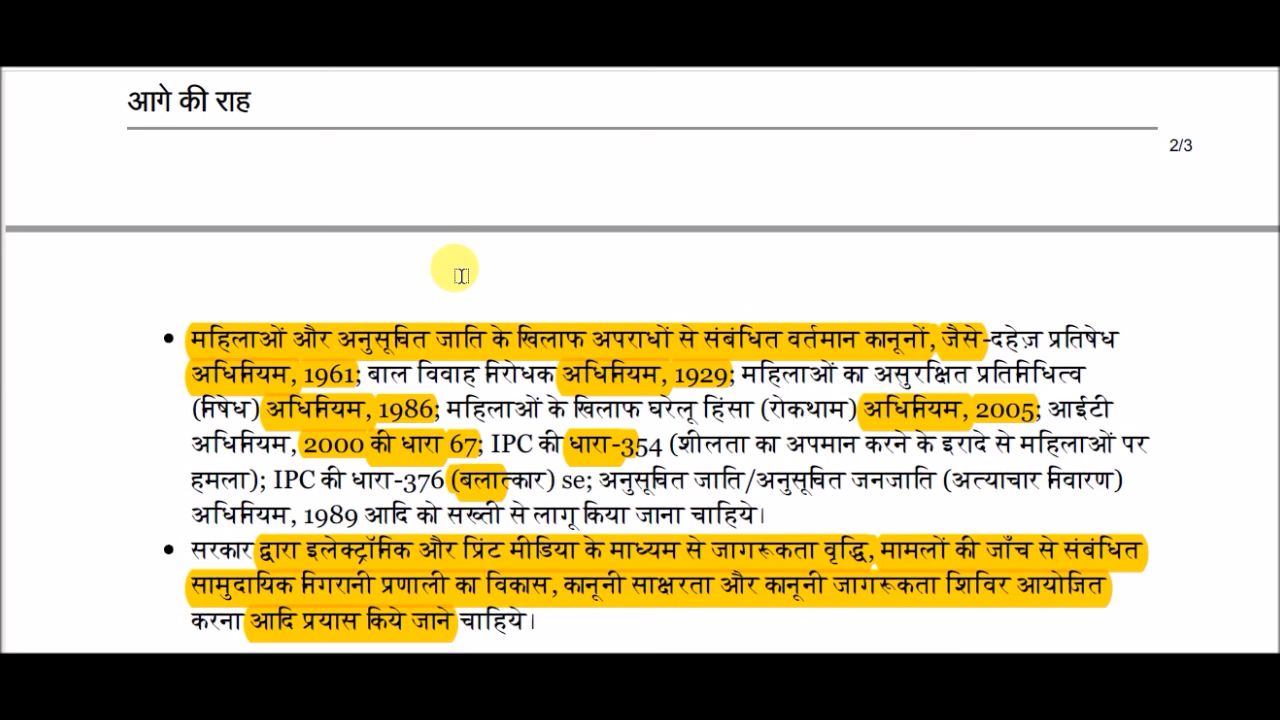 आगे की राह
2/3
• महिलाओं और अनुसूचित जाति के खिलाफ अपराधों से संबंधित वर्तमान कानूनों, जैसे-दहेज़ प्रतिषेध
अधिनियम, 1961; बाल विवाह निरोधक अधिनियम, 1929; महिलाओं का असुरक्षित प्रतिनिधित्व
(निषेध) अधिनियम, 1986; महिलाओं के खिलाफ घरेलू हिंसा (रोकथाम) अधिनियम, 2005; आईटी
अधिनियम, 2000 की धारा 67; IPC की धारा-354 (शीलता का अपमान करने के इरादे से महिलाओं पर
हमला); IPC की धारा-376 (बलात्कार) se; अनुसूचित जाति/अनुसूचित जनजाति (अत्याचार निवारण)
अधिनियम, 1989 आदि को सख्ती से लागू किया जाना चाहिये।
• सरकार द्वारा इलेक्ट्रॉनिक और प्रिंट मीडिया के माध्यम से जागरूकता वृद्धि, मामलों की जाँच से संबंधित
सामुदायिक निगरानी प्रणाली का विकास, कानूनी साक्षरता और कानूनी जागरूकता शिविर आयोजित
करना आदि प्रयास किये जाने चाहिये।